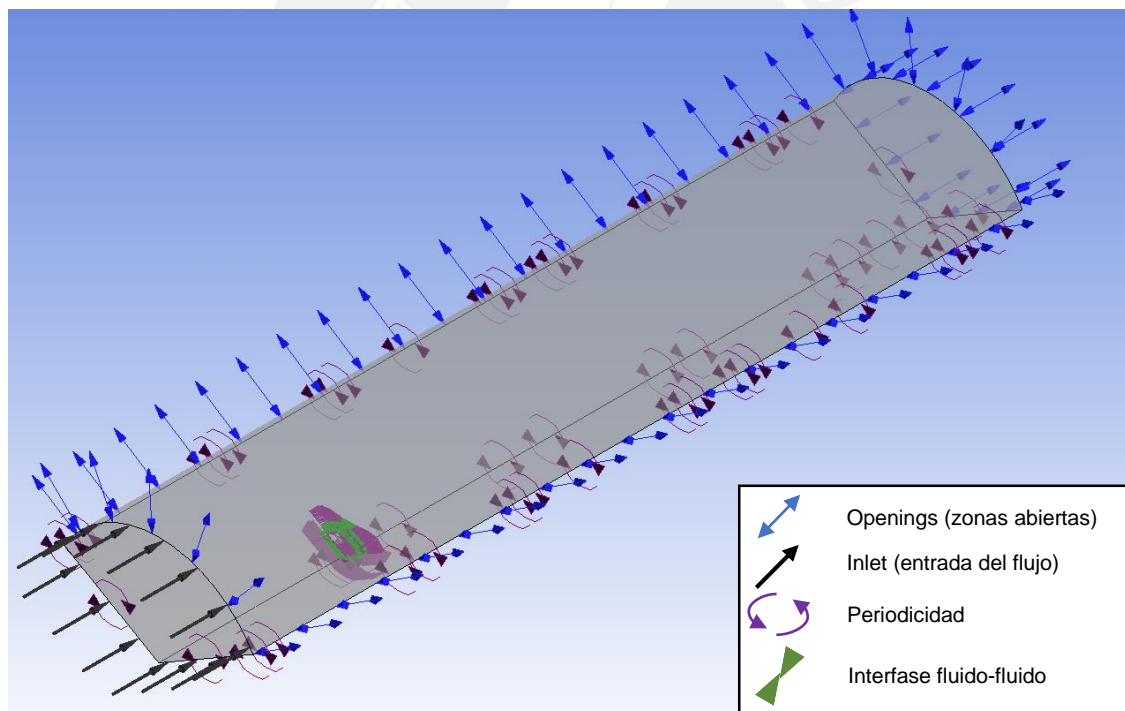 Openings (zonas abiertas)
Inlet (entrada del flujo)
Periodicidad
Interfase fluido-fluido